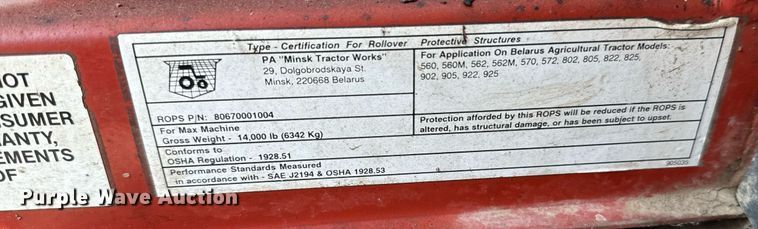 NOT
GIVEN
NSUMER
ANTY,
EMENTS
OF
Type - Certification For Rollover Protective Structures
PA "Minsk Tractor Works"
29, Dolgobrodskaya St.
Minsk, 220668 Belarus
ROPS P/N: 80670001004
For Max Machine
Gross Weight - 14,000 lb (6342 Kg)
Conforms to
OSHA Regulation - 1928.51
Performance Standards Measured
in accordance with - SAE J2194 & OSHA 1928.53
For Application On Belarus Agricultural Tractor Models:
560, 560M, 562, 562M, 570, 572, 802, 805, 822, 825,
902, 905, 922, 925
Protection afforded by this ROPS will be reduced if the ROPS is
altered, has structural damage, or has been subject to upset.
905035
Purple Wave Auction